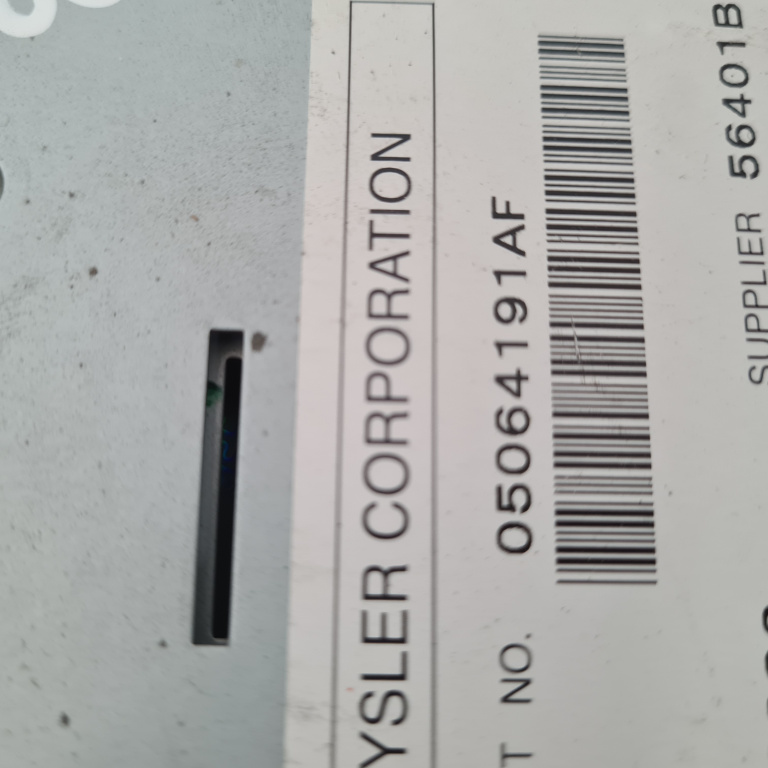 YSLER CORPORATION
T NO. 05064191AF
SUPPLIER 56401B